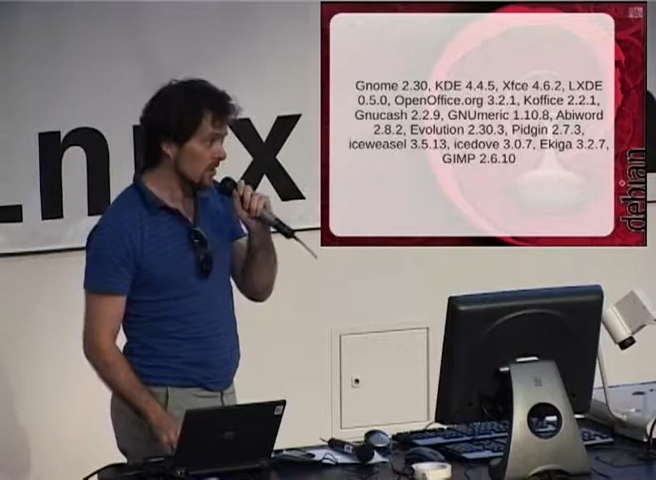 Gnome 2.30, KDE 4.4.5, Xfce 4.6.2, LXDE
0.5.0, OpenOffice.org 3.2.1, Koffice 2.2.1,
Gnucash 2.2.9, GNUmeric 1.10.8, Abiword
2.8.2, Evolution 2.30.3, Pidgin 2.7.3,
iceweasel 3.5.13, icedove 3.0.7, Ekiga 3.2.7,
GIMP 2.6.10
debian